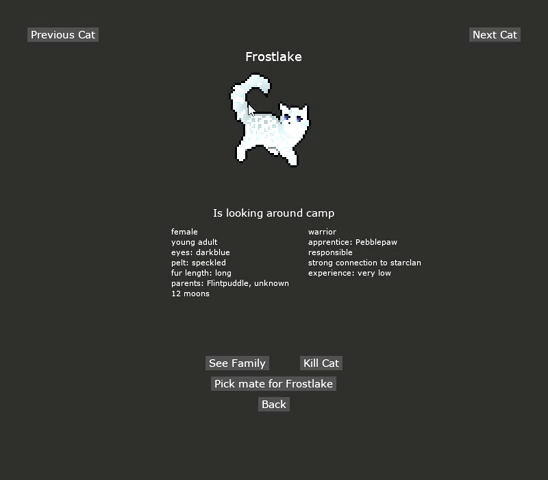 Previous Cat
Next Cat
Frostlake
Is looking around camp
female
young adult
eyes: darkblue
pelt: speckled
fur length: long
parents: Flintpuddle, unknown
12 moons
warrior
apprentice: Pebblepaw
responsible
strong connection to starclan
experience: very low
See Family
Kill Cat
Pick mate for Frostlake
Back